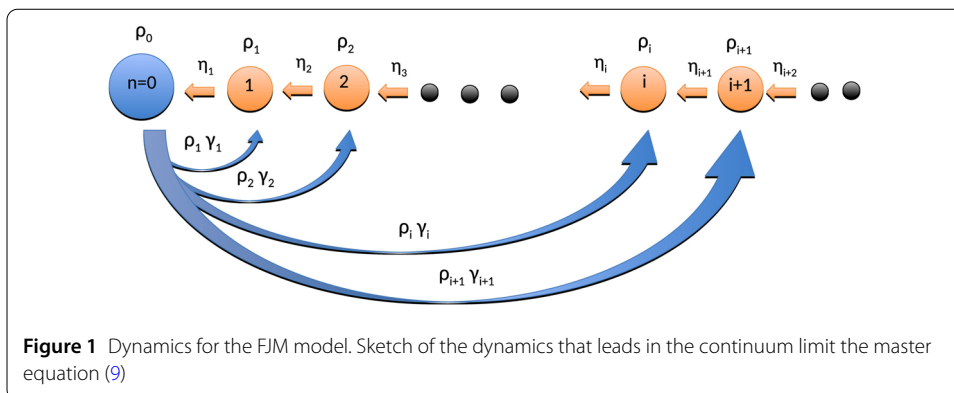 ρ₀ ρ₁ ρ₂ ρᵢ ρᵢ₊₁
η₁ η₂ η₃ ηᵢ ηᵢ₊₁ ηᵢ₊₂
n=0 1 2 i i+1
ρ₁ γ₁
ρ₂ γ₂
ρᵢ γᵢ
ρᵢ₊₁ γᵢ₊₁
Figure 1 Dynamics for the FJM model. Sketch of the dynamics that leads in the continuum limit the master
equation (9)